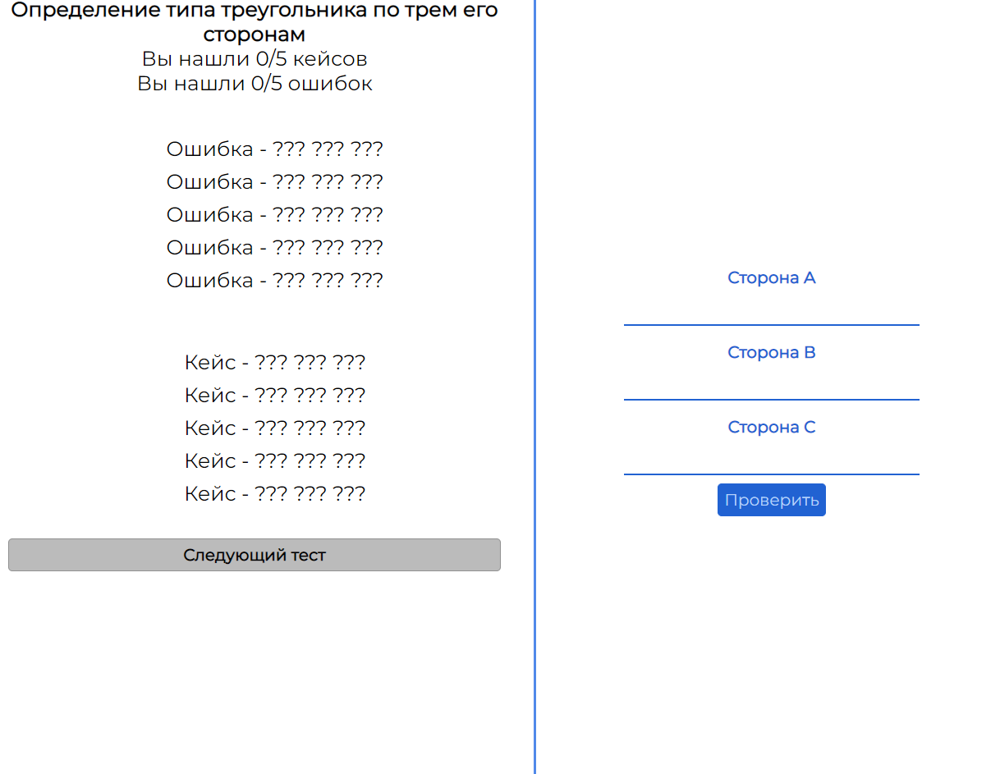 Определение типа треугольника по трем его
сторонам
Вы нашли 0/5 кейсов
Вы нашли 0/5 ошибок
Ошибка - ??? ??? ???
Ошибка - ??? ??? ???
Ошибка - ??? ??? ???
Ошибка - ??? ??? ???
Ошибка - ??? ??? ???
Кейс - ??? ??? ???
Кейс - ??? ??? ???
Кейс - ??? ??? ???
Кейс - ??? ??? ???
Кейс - ??? ??? ???
Следующий тест
Сторона A
Сторона B
Сторона C
Проверить